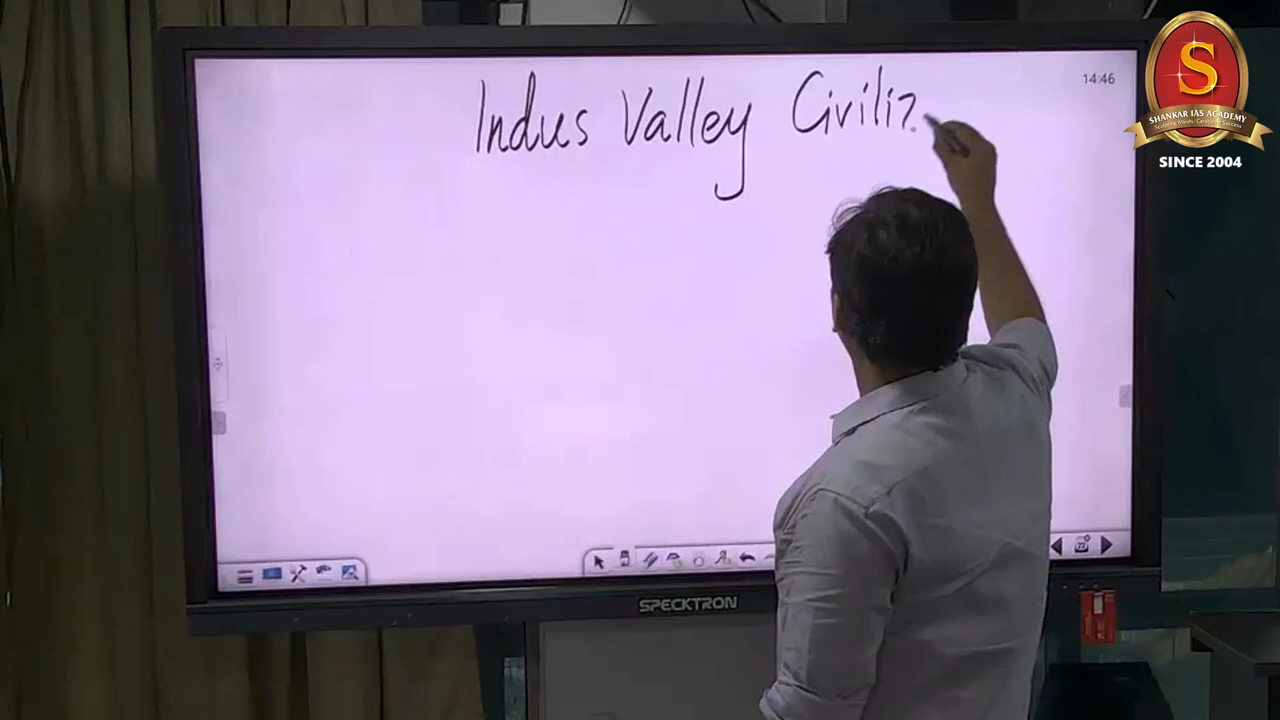 Indus Valley Civiliz
14:46
S
SHANKAR IAS ACADEMY
SINCE 2004
SPECKTRON